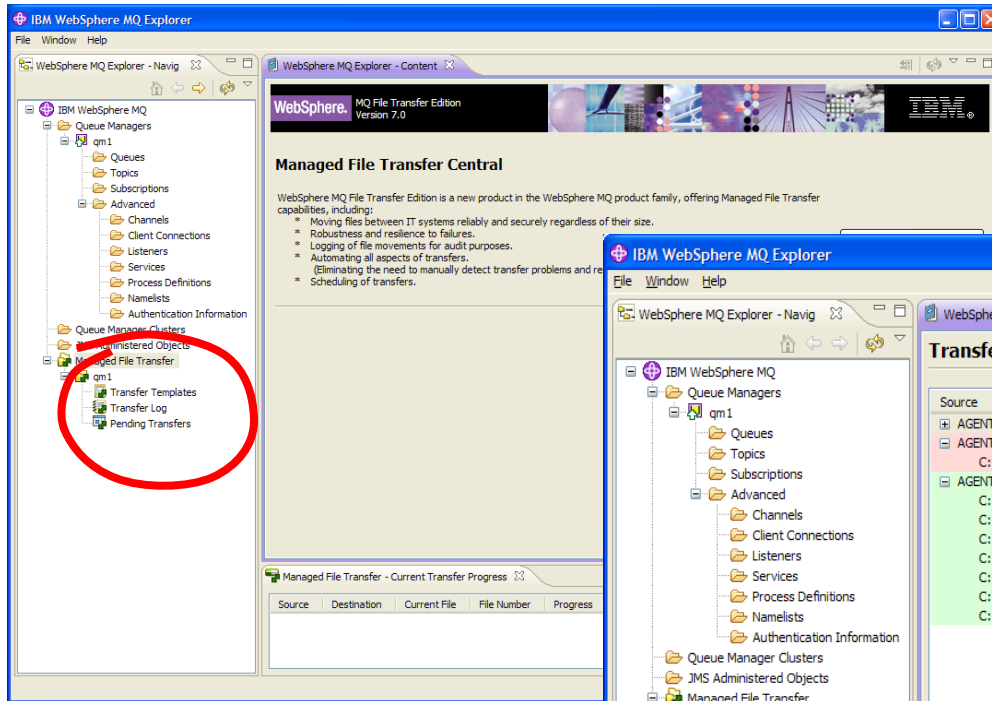 IBM WebSphere MQ Explorer
File Window Help
WebSphere MQ Explorer - Navig
IBM WebSphere MQ
Queue Managers
qm1
Queues
Topics
Subscriptions
Advanced
Channels
Client Connections
Listeners
Services
Process Definitions
Namelists
Authentication Information
Queue Manager Clusters
JMS Administered Objects
Managed File Transfer
qm1
Transfer Templates
Transfer Log
Pending Transfers
WebSphere MQ Explorer - Content
WebSphere. MQ File Transfer Edition
Version 7.0
IBM®
Managed File Transfer Central
WebSphere MQ File Transfer Edition is a new product in the WebSphere MQ product family, offering Managed File Transfer
capabilities, including:
* Moving files between IT systems reliably and securely regardless of their size.
* Robustness and resilience to failures.
* Logging of file movements for audit purposes.
* Automating all aspects of transfers.
(Eliminating the need to manually detect transfer problems and re
* Scheduling of transfers.
Managed File Transfer - Current Transfer Progress
Source Destination Current File File Number Progress
IBM WebSphere MQ Explorer
File Window Help
WebSphere MQ Explorer - Navig
IBM WebSphere MQ
Queue Managers
qm1
Queues
Topics
Subscriptions
Advanced
Channels
Client Connections
Listeners
Services
Process Definitions
Namelists
Authentication Information
Queue Manager Clusters
JMS Administered Objects
Managed File Transfer
WebSphe
Transfe
Source
AGENT
AGENT
C:
AGENT
C:
C:
C:
C:
C:
C:
C: